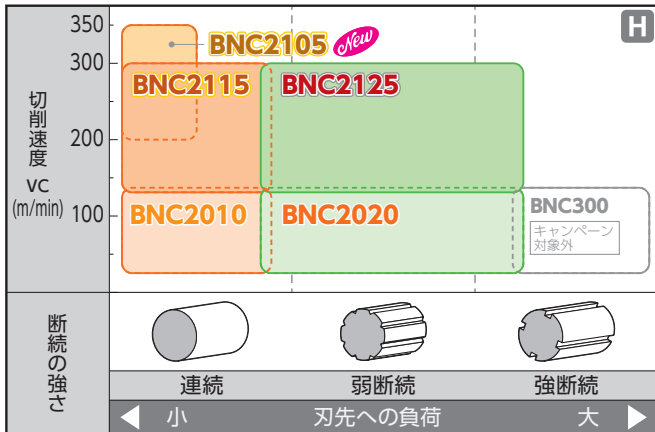 H
350
300
200
100
切削速度
VC
(m/min)
BNC2105 New
BNC2115
BNC2125
BNC2010
BNC2020
BNC300
キャンペーン
対象外
断続の強さ
連続
弱断続
強断続
小
刃先への負荷
大